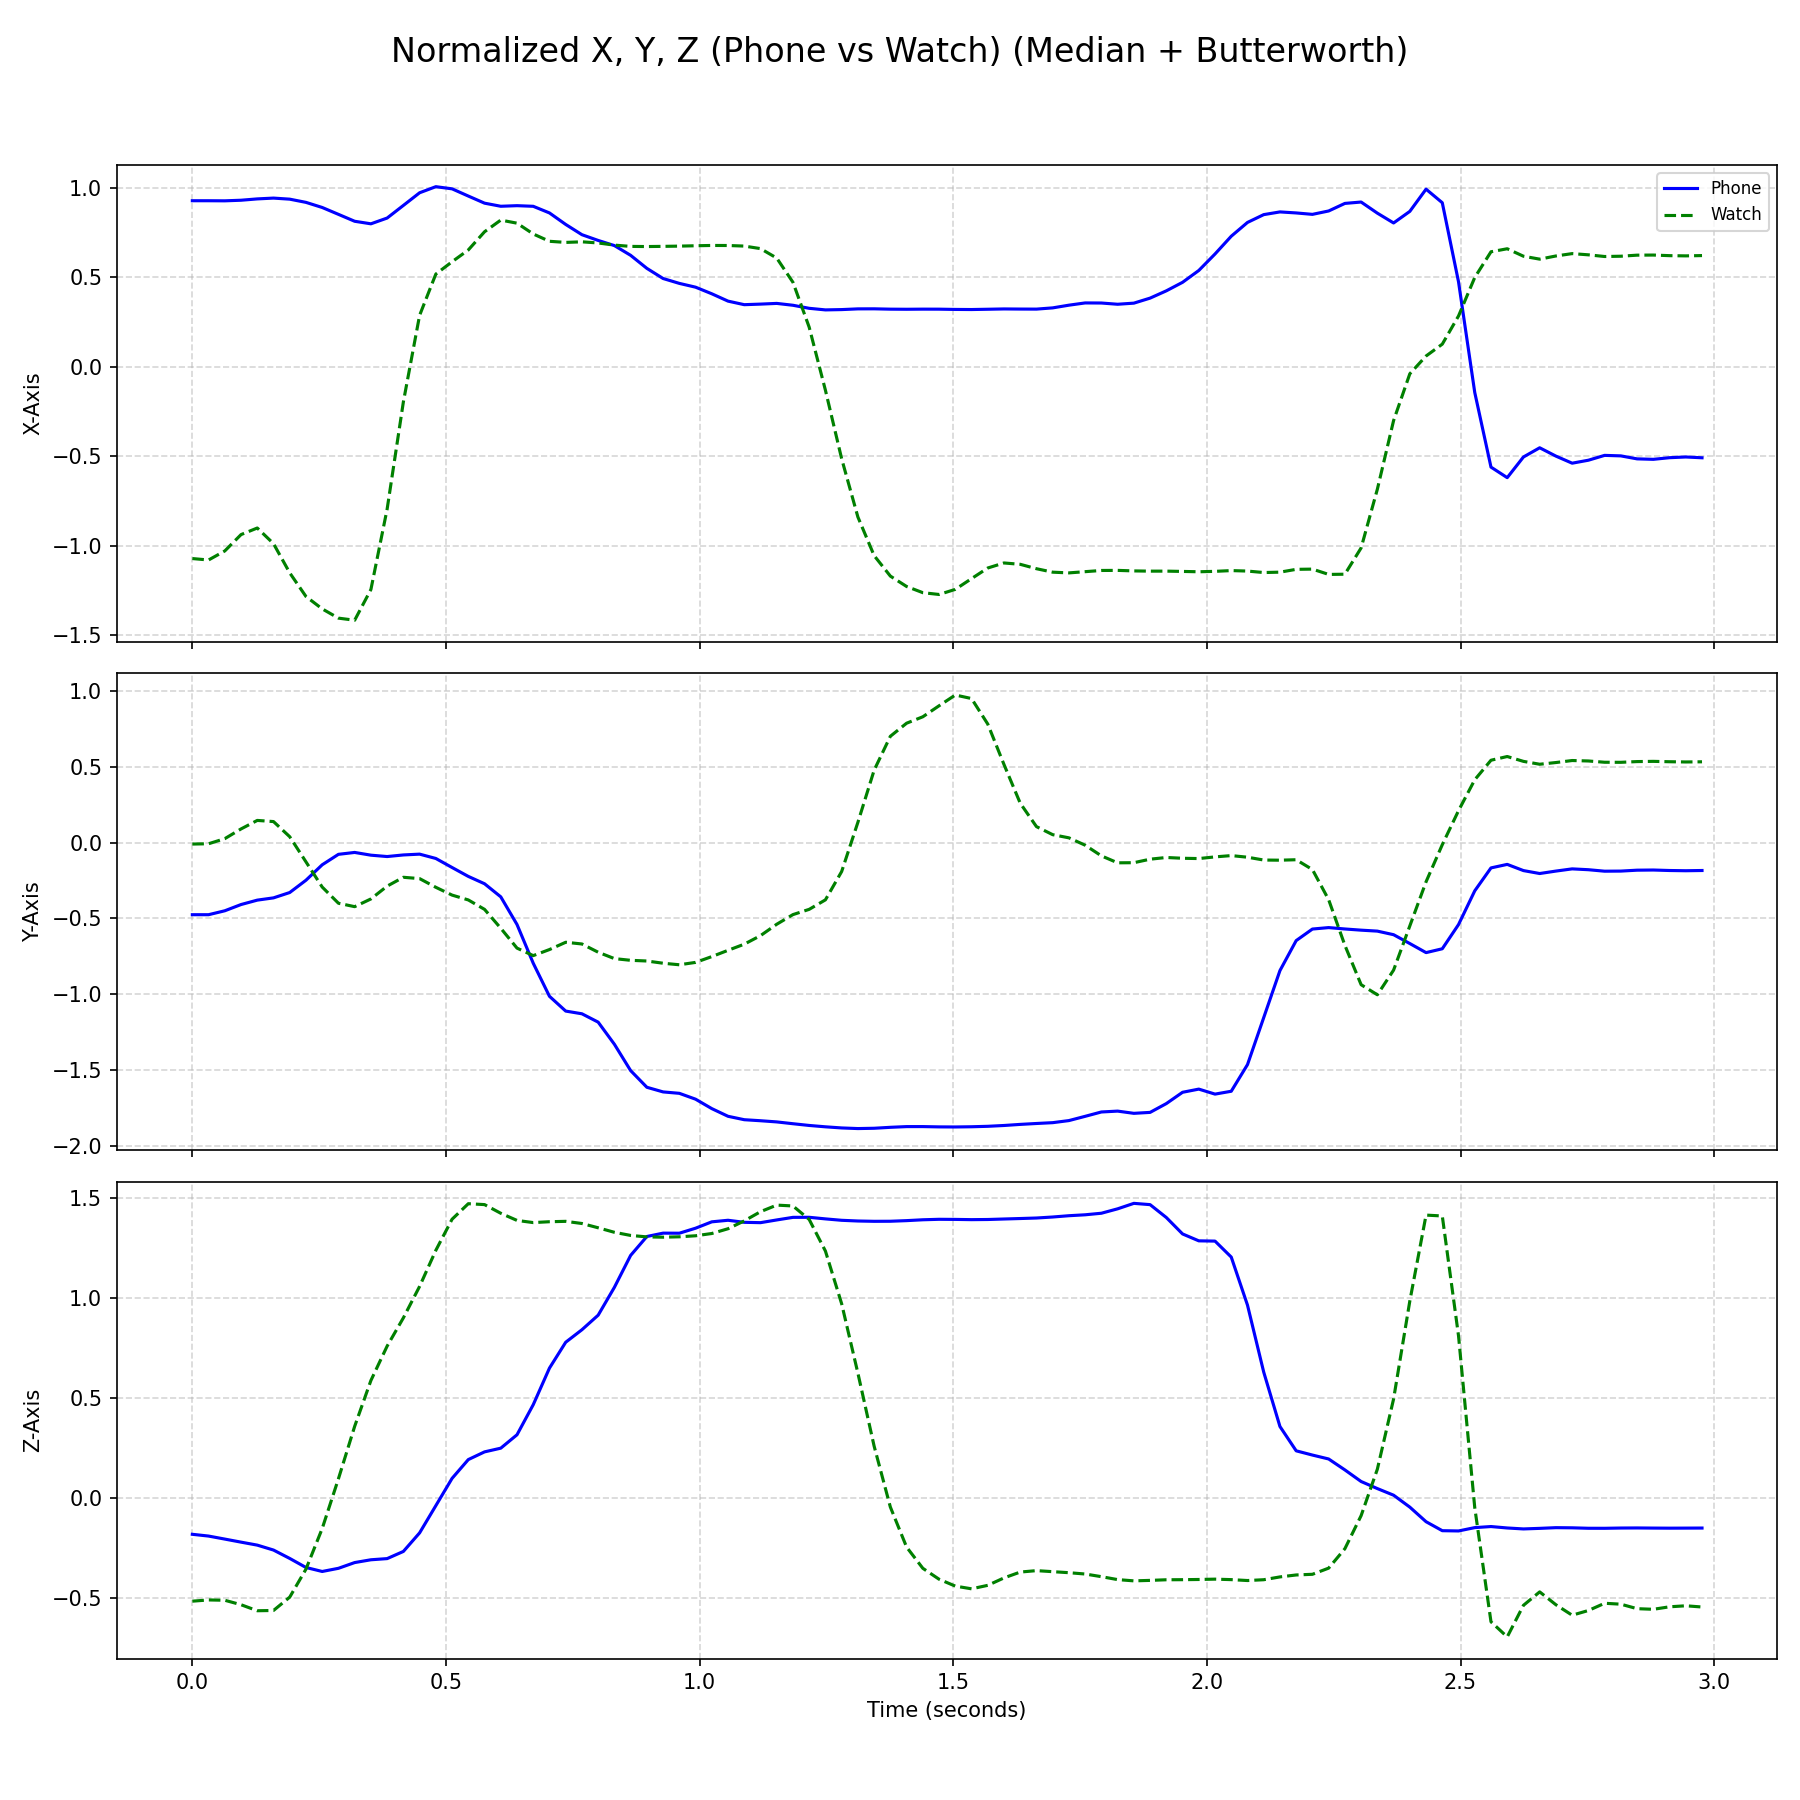 Normalized X, Y, Z (Phone vs Watch) (Median + Butterworth)
Phone
Watch
1.0
0.5
0.0
−0.5
−1.0
−1.5
X-Axis
1.0
0.5
0.0
−0.5
−1.0
−1.5
−2.0
Y-Axis
1.5
1.0
0.5
0.0
−0.5
Z-Axis
0.0 0.5 1.0 1.5 2.0 2.5 3.0
Time (seconds)